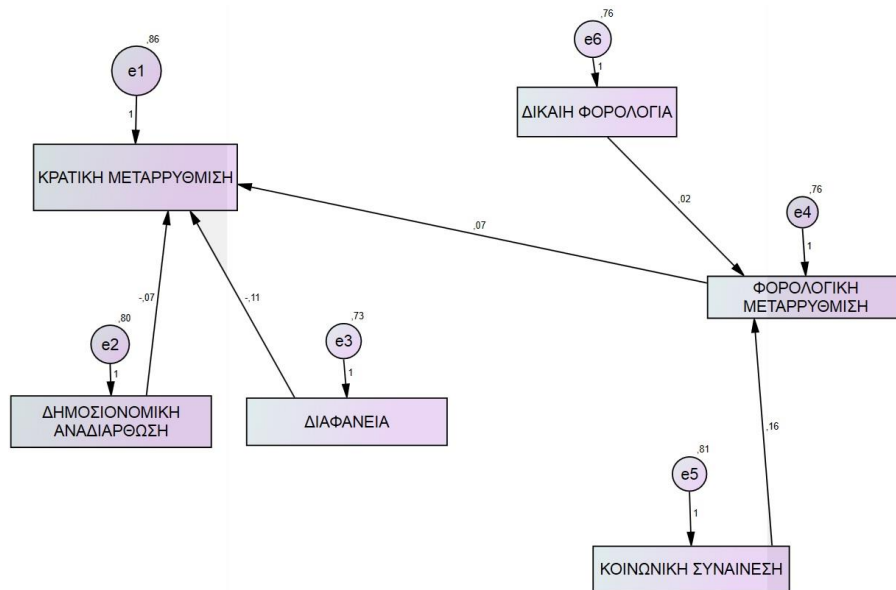 ,86
e1
1
ΚΡΑΤΙΚΗ ΜΕΤΑΡΡΥΘΜΙΣΗ
,76
e6
1
ΔΙΚΑΙΗ ΦΟΡΟΛΟΓΙΑ
,02
,07
,76
e4
1
ΦΟΡΟΛΟΓΙΚΗ
ΜΕΤΑΡΡΥΘΜΙΣΗ
-,07
-,11
,80
e2
1
ΔΗΜΟΣΙΟΝΟΜΙΚΗ
ΑΝΑΔΙΑΡΘΩΣΗ
,73
e3
1
ΔΙΑΦΑΝΕΙΑ
,16
,81
e5
1
ΚΟΙΝΩΝΙΚΗ ΣΥΝΑΙΝΕΣΗ